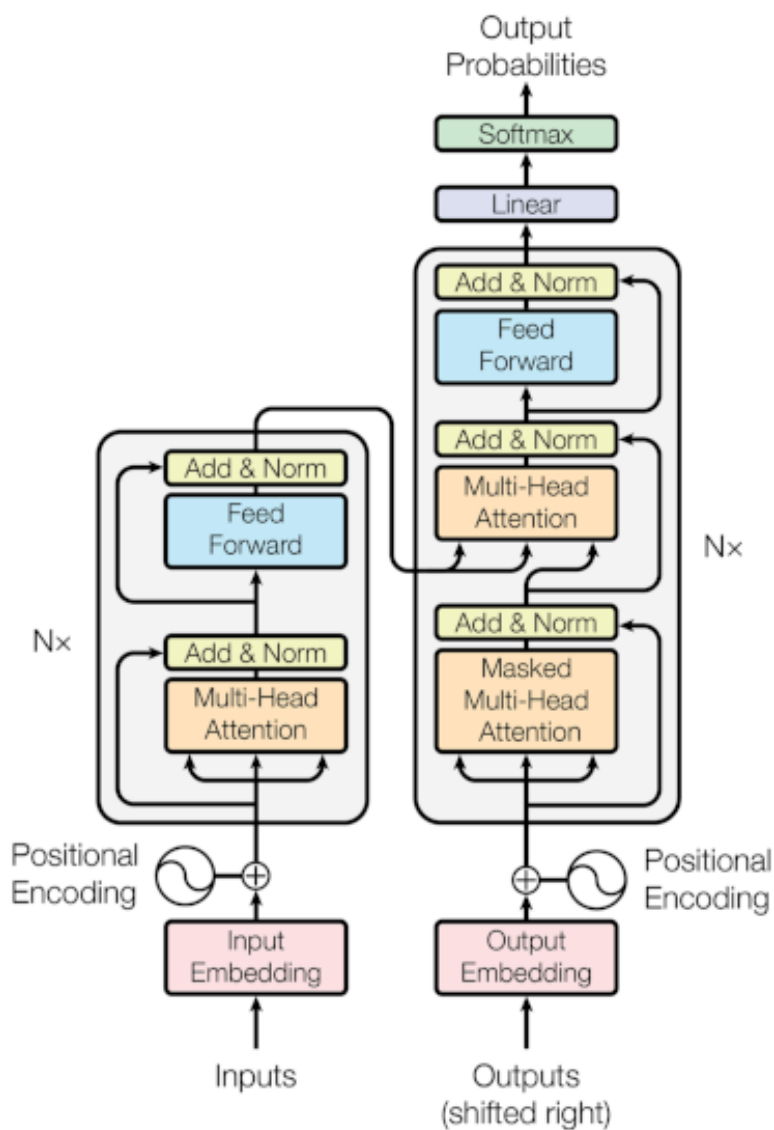 Output
Probabilities
Softmax
Linear
Add & Norm
Feed
Forward
Add & Norm
Multi-Head
Attention
Add & Norm
Masked
Multi-Head
Attention
Nx
Add & Norm
Feed
Forward
Add & Norm
Multi-Head
Attention
Nx
Positional
Encoding
Positional
Encoding
Input
Embedding
Output
Embedding
Inputs
Outputs
(shifted right)